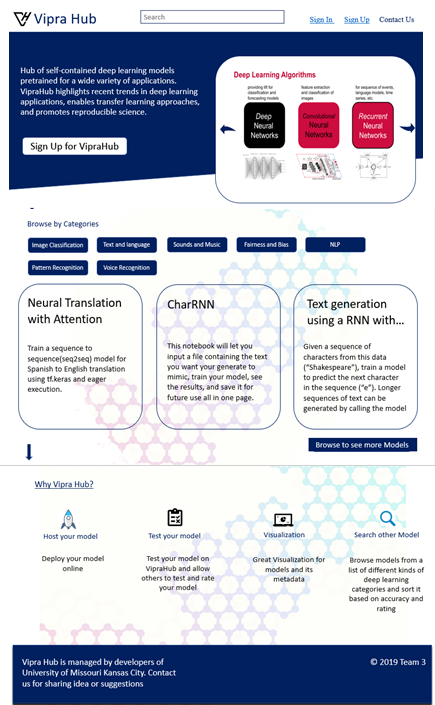 Vipra Hub
Search
Sign In
Sign Up
Contact Us
Hub of self-contained deep learning models
pretrained for a wide variety of applications.
VipraHub highlights recent trends in deep learning
applications, enables transfer learning approaches,
and promotes reproducible science.
Sign Up for VipraHub
Deep Learning Algorithms
providing lift for
classification and
forecasting models
feature extraction
and classification of
images
for sequence of events,
language models, time
series, etc.
Deep
Neural
Networks
Convolutional
Neural
Networks
Recurrent
Neural
Networks
Browse by Categories
Image Classification
Text and language
Sounds and Music
Fairness and Bias
NLP
Pattern Recognition
Voice Recognition
Neural Translation
with Attention
Train a sequence to
sequence(seq2seq) model for
Spanish to English translation
using tf.keras and eager
execution.
CharRNN
This notebook will let you
input a file containing the text
you want your generate to
mimic, train your model, see
the results, and save it for
future use all in one page.
Text generation
using a RNN with...
Given a sequence of
characters from this data
("Shakespeare"), train a model
to predict the next character
in the sequence ("e"). Longer
sequences of text can be
generated by calling the model
Browse to see more Models
Why Vipra Hub?
Host your model
Deploy your model
online
Test your model
Test your model on
VipraHub and allow
others to test and rate
your model
Visualization
Great Visualization for
models and its
metadata
Search other Model
Browse models from a
list of different kinds of
deep learning
categories and sort it
based on accuracy and
rating
Vipra Hub is managed by developers of
University of Missouri Kansas City. Contact
us for sharing idea or suggestions
© 2019 Team 3